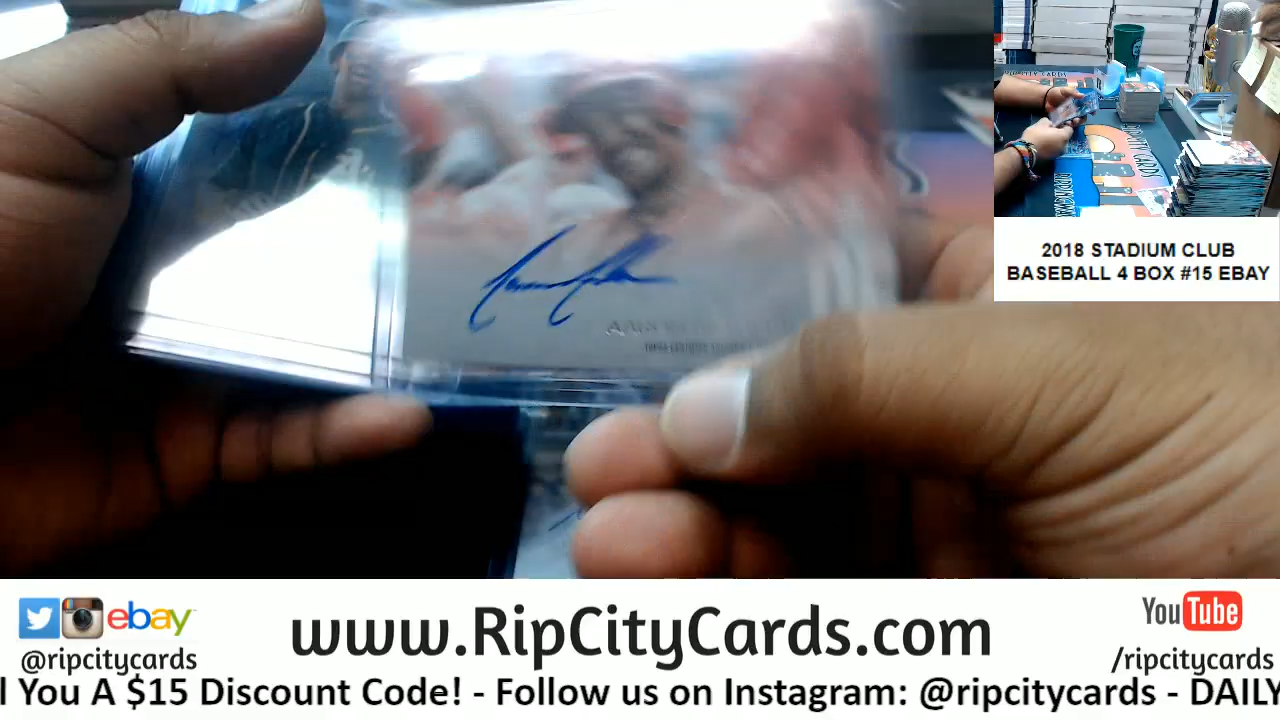 2018 STADIUM CLUB
BASEBALL 4 BOX #15 EBAY
ebay
@ripcitycards
www.RipCityCards.com
YouTube
/ripcitycards
l You A $15 Discount Code! - Follow us on Instagram: @ripcitycards - DAILY